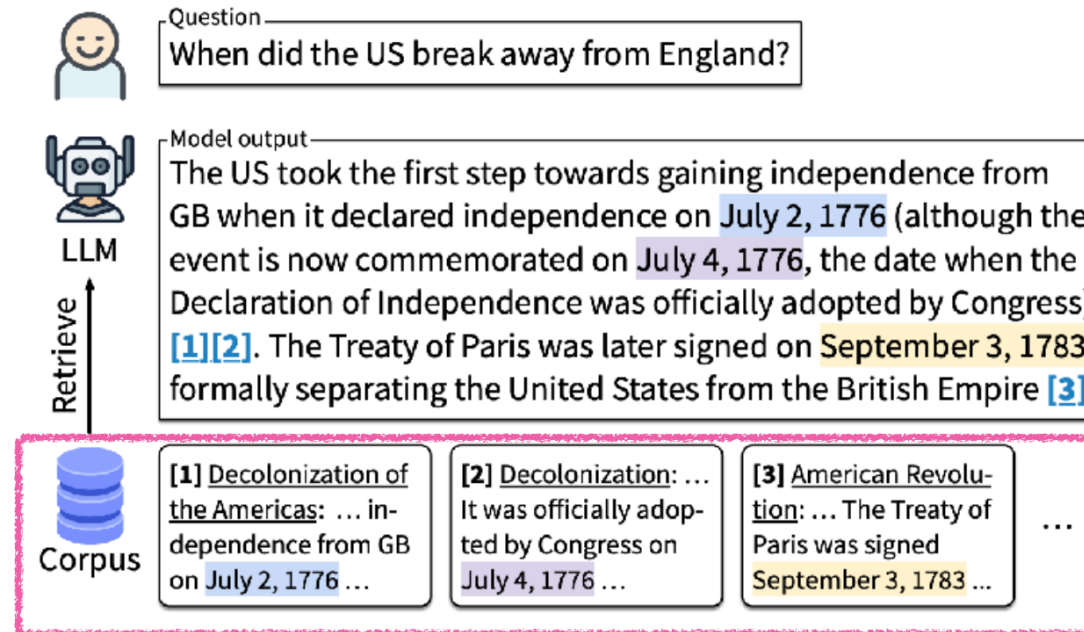 Question
When did the US break away from England?
Model output
The US took the first step towards gaining independence from
GB when it declared independence on July 2, 1776 (although the
event is now commemorated on July 4, 1776, the date when the
Declaration of Independence was officially adopted by Congress)
[1][2]. The Treaty of Paris was later signed on September 3, 1783
formally separating the United States from the British Empire [3]
LLM
Retrieve
Corpus
[1] Decolonization of
the Americas: ... in-
dependence from GB
on July 2, 1776 ...
[2] Decolonization: ...
It was officially adop-
ted by Congress on
July 4, 1776 ...
[3] American Revolu-
tion: ... The Treaty of
Paris was signed
September 3, 1783 ...
...